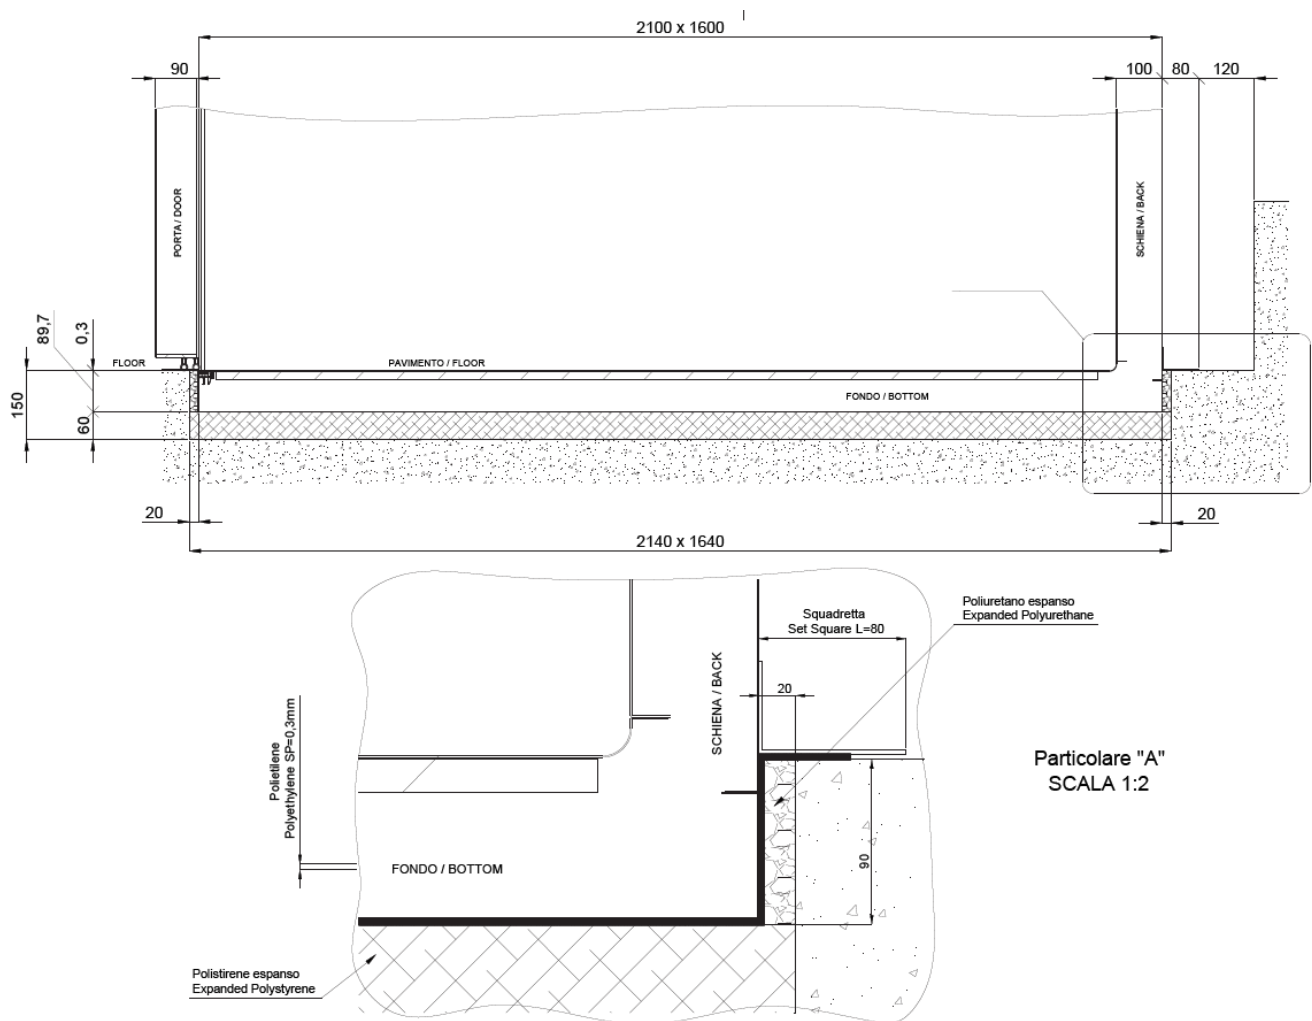 2100 x 1600
90
100
80
120
PORTA / DOOR
SCHIENA / BACK
89,7
0,3
FLOOR
PAVIMENTO / FLOOR
FONDO / BOTTOM
150
60
20
20
2140 x 1640
Poliuretano espanso
Expanded Polyurethane
Squadretta
Set Square L=80
SCHIENA / BACK
20
Polietilene
Polyethylene SP=0,3mm
Particolare "A"
SCALA 1:2
90
FONDO / BOTTOM
Polistirene espanso
Expanded Polystyrene